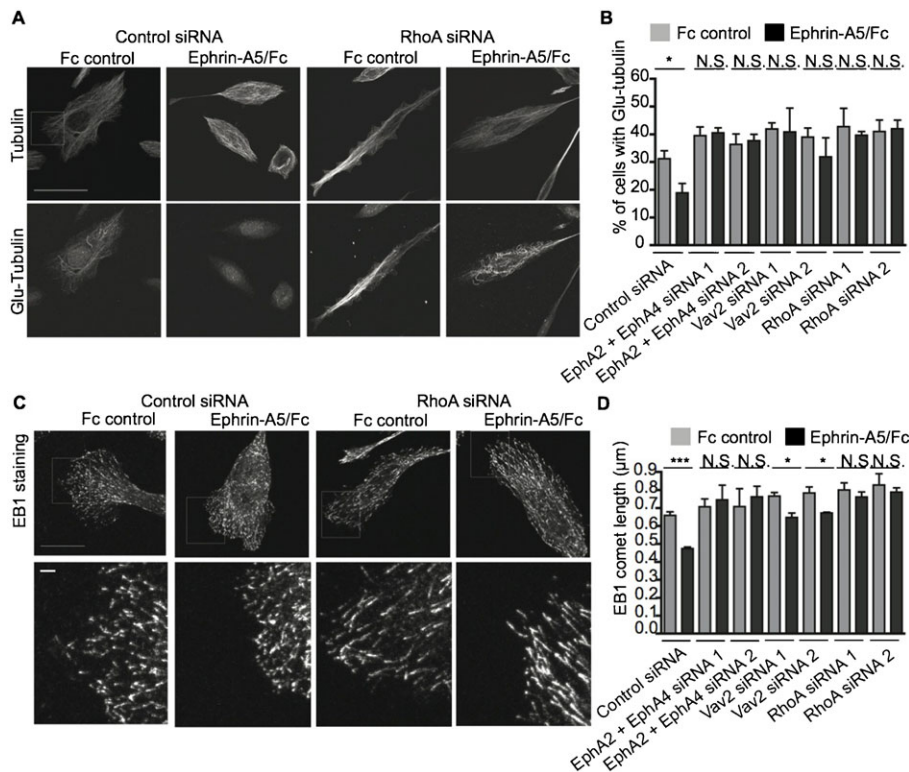 A
Control siRNA RhoA siRNA
Fc control Ephrin-A5/Fc Fc control Ephrin-A5/Fc
Tubulin
Glu-Tubulin
B
Fc control Ephrin-A5/Fc
* N.S. N.S. N.S. N.S. N.S. N.S.
% of cells with Glu-tubulin
60
50
40
30
20
10
0
Control siRNA
EphA2 + EphA4 siRNA 1
EphA2 + EphA4 siRNA 2
Vav2 siRNA 1
Vav2 siRNA 2
RhoA siRNA 1
RhoA siRNA 2
C
Control siRNA RhoA siRNA
Fc control Ephrin-A5/Fc Fc control Ephrin-A5/Fc
EB1 staining
D
Fc control Ephrin-A5/Fc
*** N.S. N.S. * * N.S. N.S.
EB1 comet length (μm)
0.9
0.8
0.7
0.6
0.5
0.4
0.3
0.2
0.1
0.0
Control siRNA
EphA2 + EphA4 siRNA 1
EphA2 + EphA4 siRNA 2
Vav2 siRNA 1
Vav2 siRNA 2
RhoA siRNA 1
RhoA siRNA 2